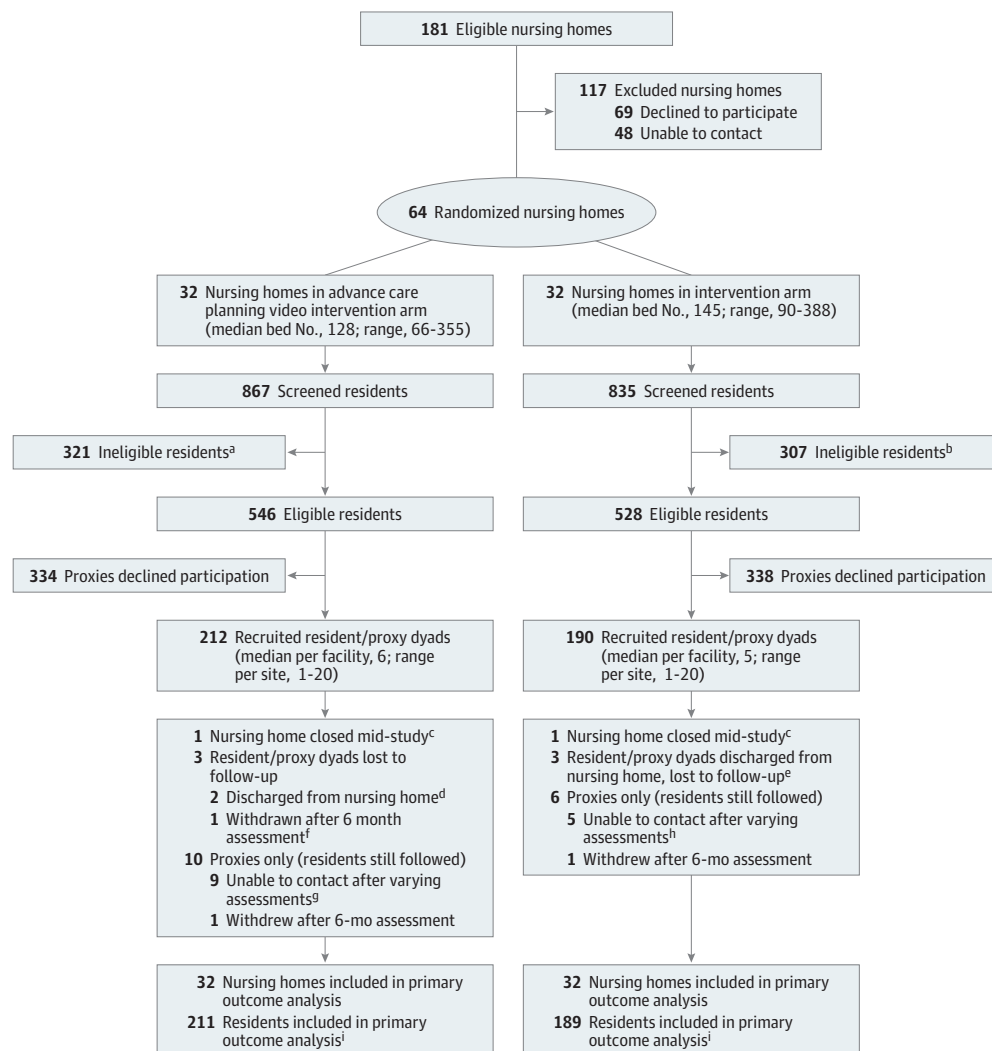 181 Eligible nursing homes
117 Excluded nursing homes
69 Declined to participate
48 Unable to contact
64 Randomized nursing homes
32 Nursing homes in advance care
planning video intervention arm
(median bed No., 128; range, 66-355)
32 Nursing homes in intervention arm
(median bed No., 145; range, 90-388)
867 Screened residents
835 Screened residents
321 Ineligible residentsᵃ
307 Ineligible residentsᵇ
546 Eligible residents
528 Eligible residents
334 Proxies declined participation
338 Proxies declined participation
212 Recruited resident/proxy dyads
(median per facility, 6; range
per site, 1-20)
190 Recruited resident/proxy dyads
(median per facility, 5; range
per site, 1-20)
1 Nursing home closed mid-studyᶜ
3 Resident/proxy dyads lost to
follow-up
2 Discharged from nursing homeᵈ
1 Withdrawn after 6 month
assessmentᶠ
10 Proxies only (residents still followed)
9 Unable to contact after varying
assessmentsᵍ
1 Withdrew after 6-mo assessment
1 Nursing home closed mid-studyᶜ
3 Resident/proxy dyads discharged from
nursing home, lost to follow-upᵉ
6 Proxies only (residents still followed)
5 Unable to contact after varying
assessmentsʰ
1 Withdrew after 6-mo assessment
32 Nursing homes included in primary
outcome analysis
211 Residents included in primary
outcome analysisⁱ
32 Nursing homes included in primary
outcome analysis
189 Residents included in primary
outcome analysisⁱ